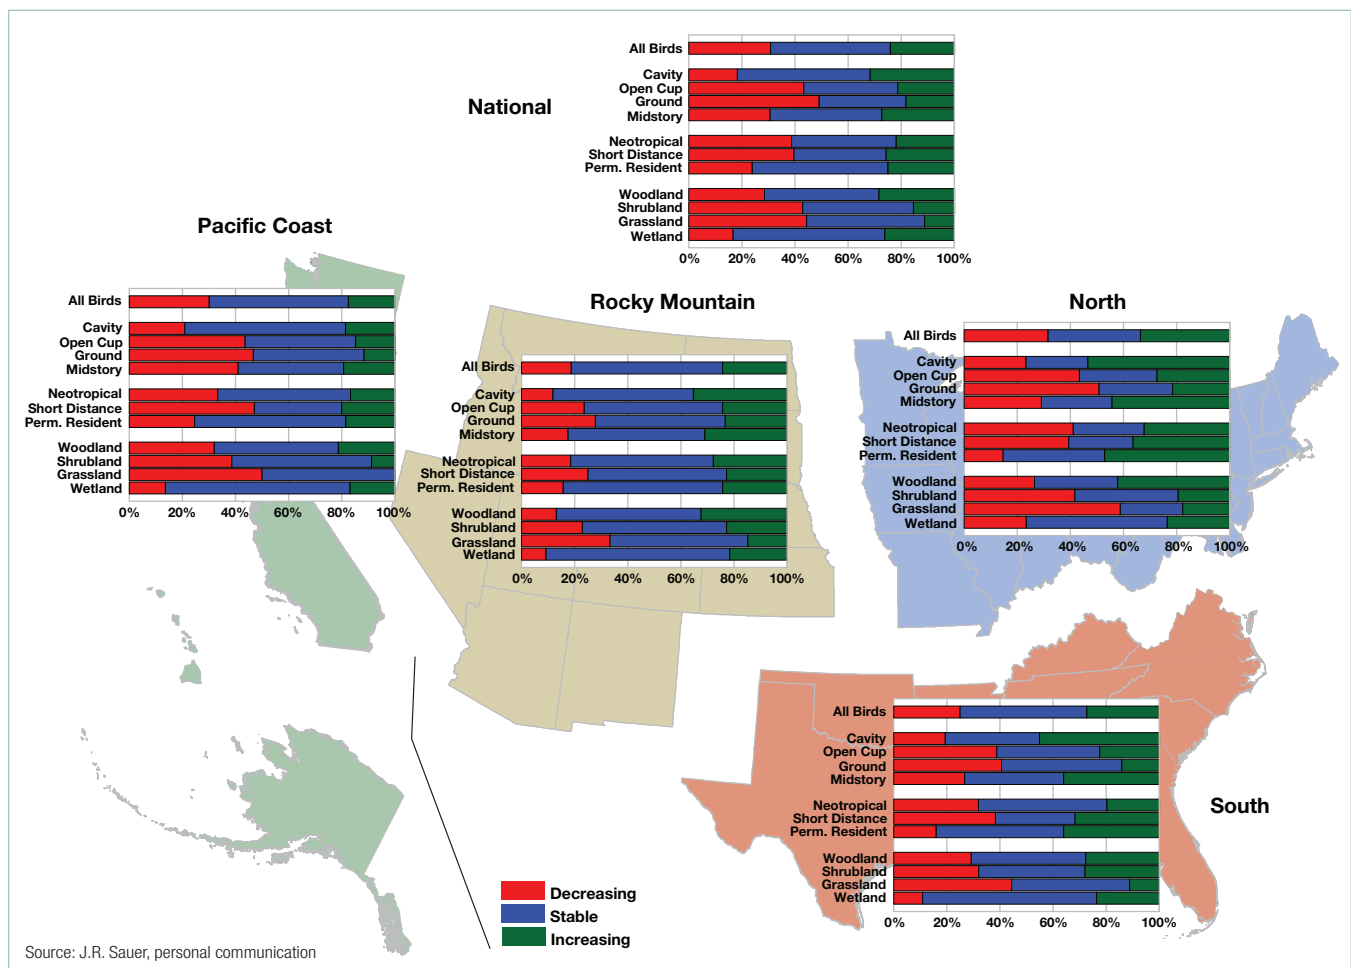 National
All Birds
Cavity
Open Cup
Ground
Midstory
Neotropical
Short Distance
Perm. Resident
Woodland
Shrubland
Grassland
Wetland
0% 20% 40% 60% 80% 100%
Pacific Coast
All Birds
Cavity
Open Cup
Ground
Midstory
Neotropical
Short Distance
Perm. Resident
Woodland
Shrubland
Grassland
Wetland
0% 20% 40% 60% 80% 100%
Rocky Mountain
All Birds
Cavity
Open Cup
Ground
Midstory
Neotropical
Short Distance
Perm. Resident
Woodland
Shrubland
Grassland
Wetland
0% 20% 40% 60% 80% 100%
North
All Birds
Cavity
Open Cup
Ground
Midstory
Neotropical
Short Distance
Perm. Resident
Woodland
Shrubland
Grassland
Wetland
0% 20% 40% 60% 80% 100%
South
All Birds
Cavity
Open Cup
Ground
Midstory
Neotropical
Short Distance
Perm. Resident
Woodland
Shrubland
Grassland
Wetland
0% 20% 40% 60% 80% 100%
Decreasing
Stable
Increasing
Source: J.R. Sauer, personal communication